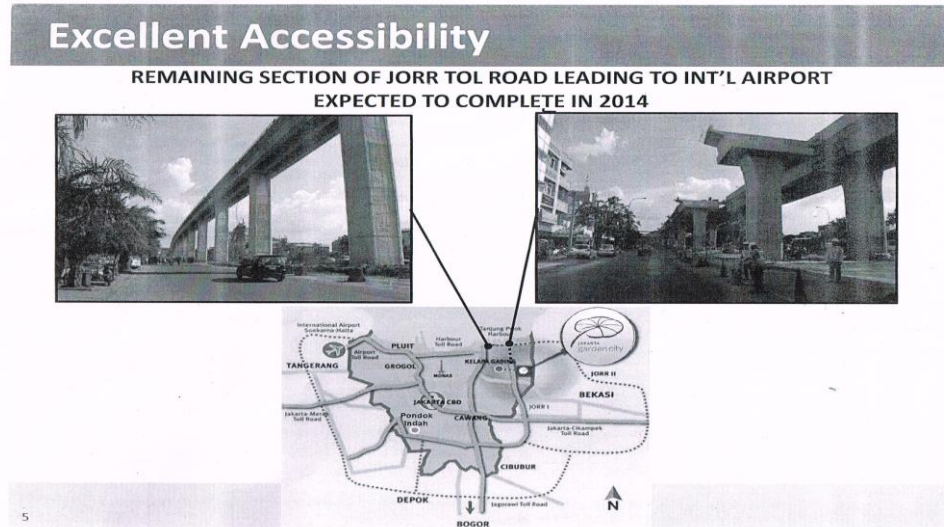 Excellent Accessibility
REMAINING SECTION OF JORR TOL ROAD LEADING TO INT'L AIRPORT
EXPECTED TO COMPLETE IN 2014
International Airport
Soekarno-Hatta
Tanjung Priok
Harbour
Harbour
Toll Road
PLUIT
Airport
Toll Road
JAKARTA
garden city
TANGERANG
GROGOL
MONAS
KELAPA GADING
JORR II
BEKASI
JAKARTA CBD
JORR I
Jakarta-Merak
Toll Road
Pondok
Indah
CAWANG
Jakarta-Cikampek
Toll Road
CIBUBUR
DEPOK
Jagorawi Toll Road
N
BOGOR
5